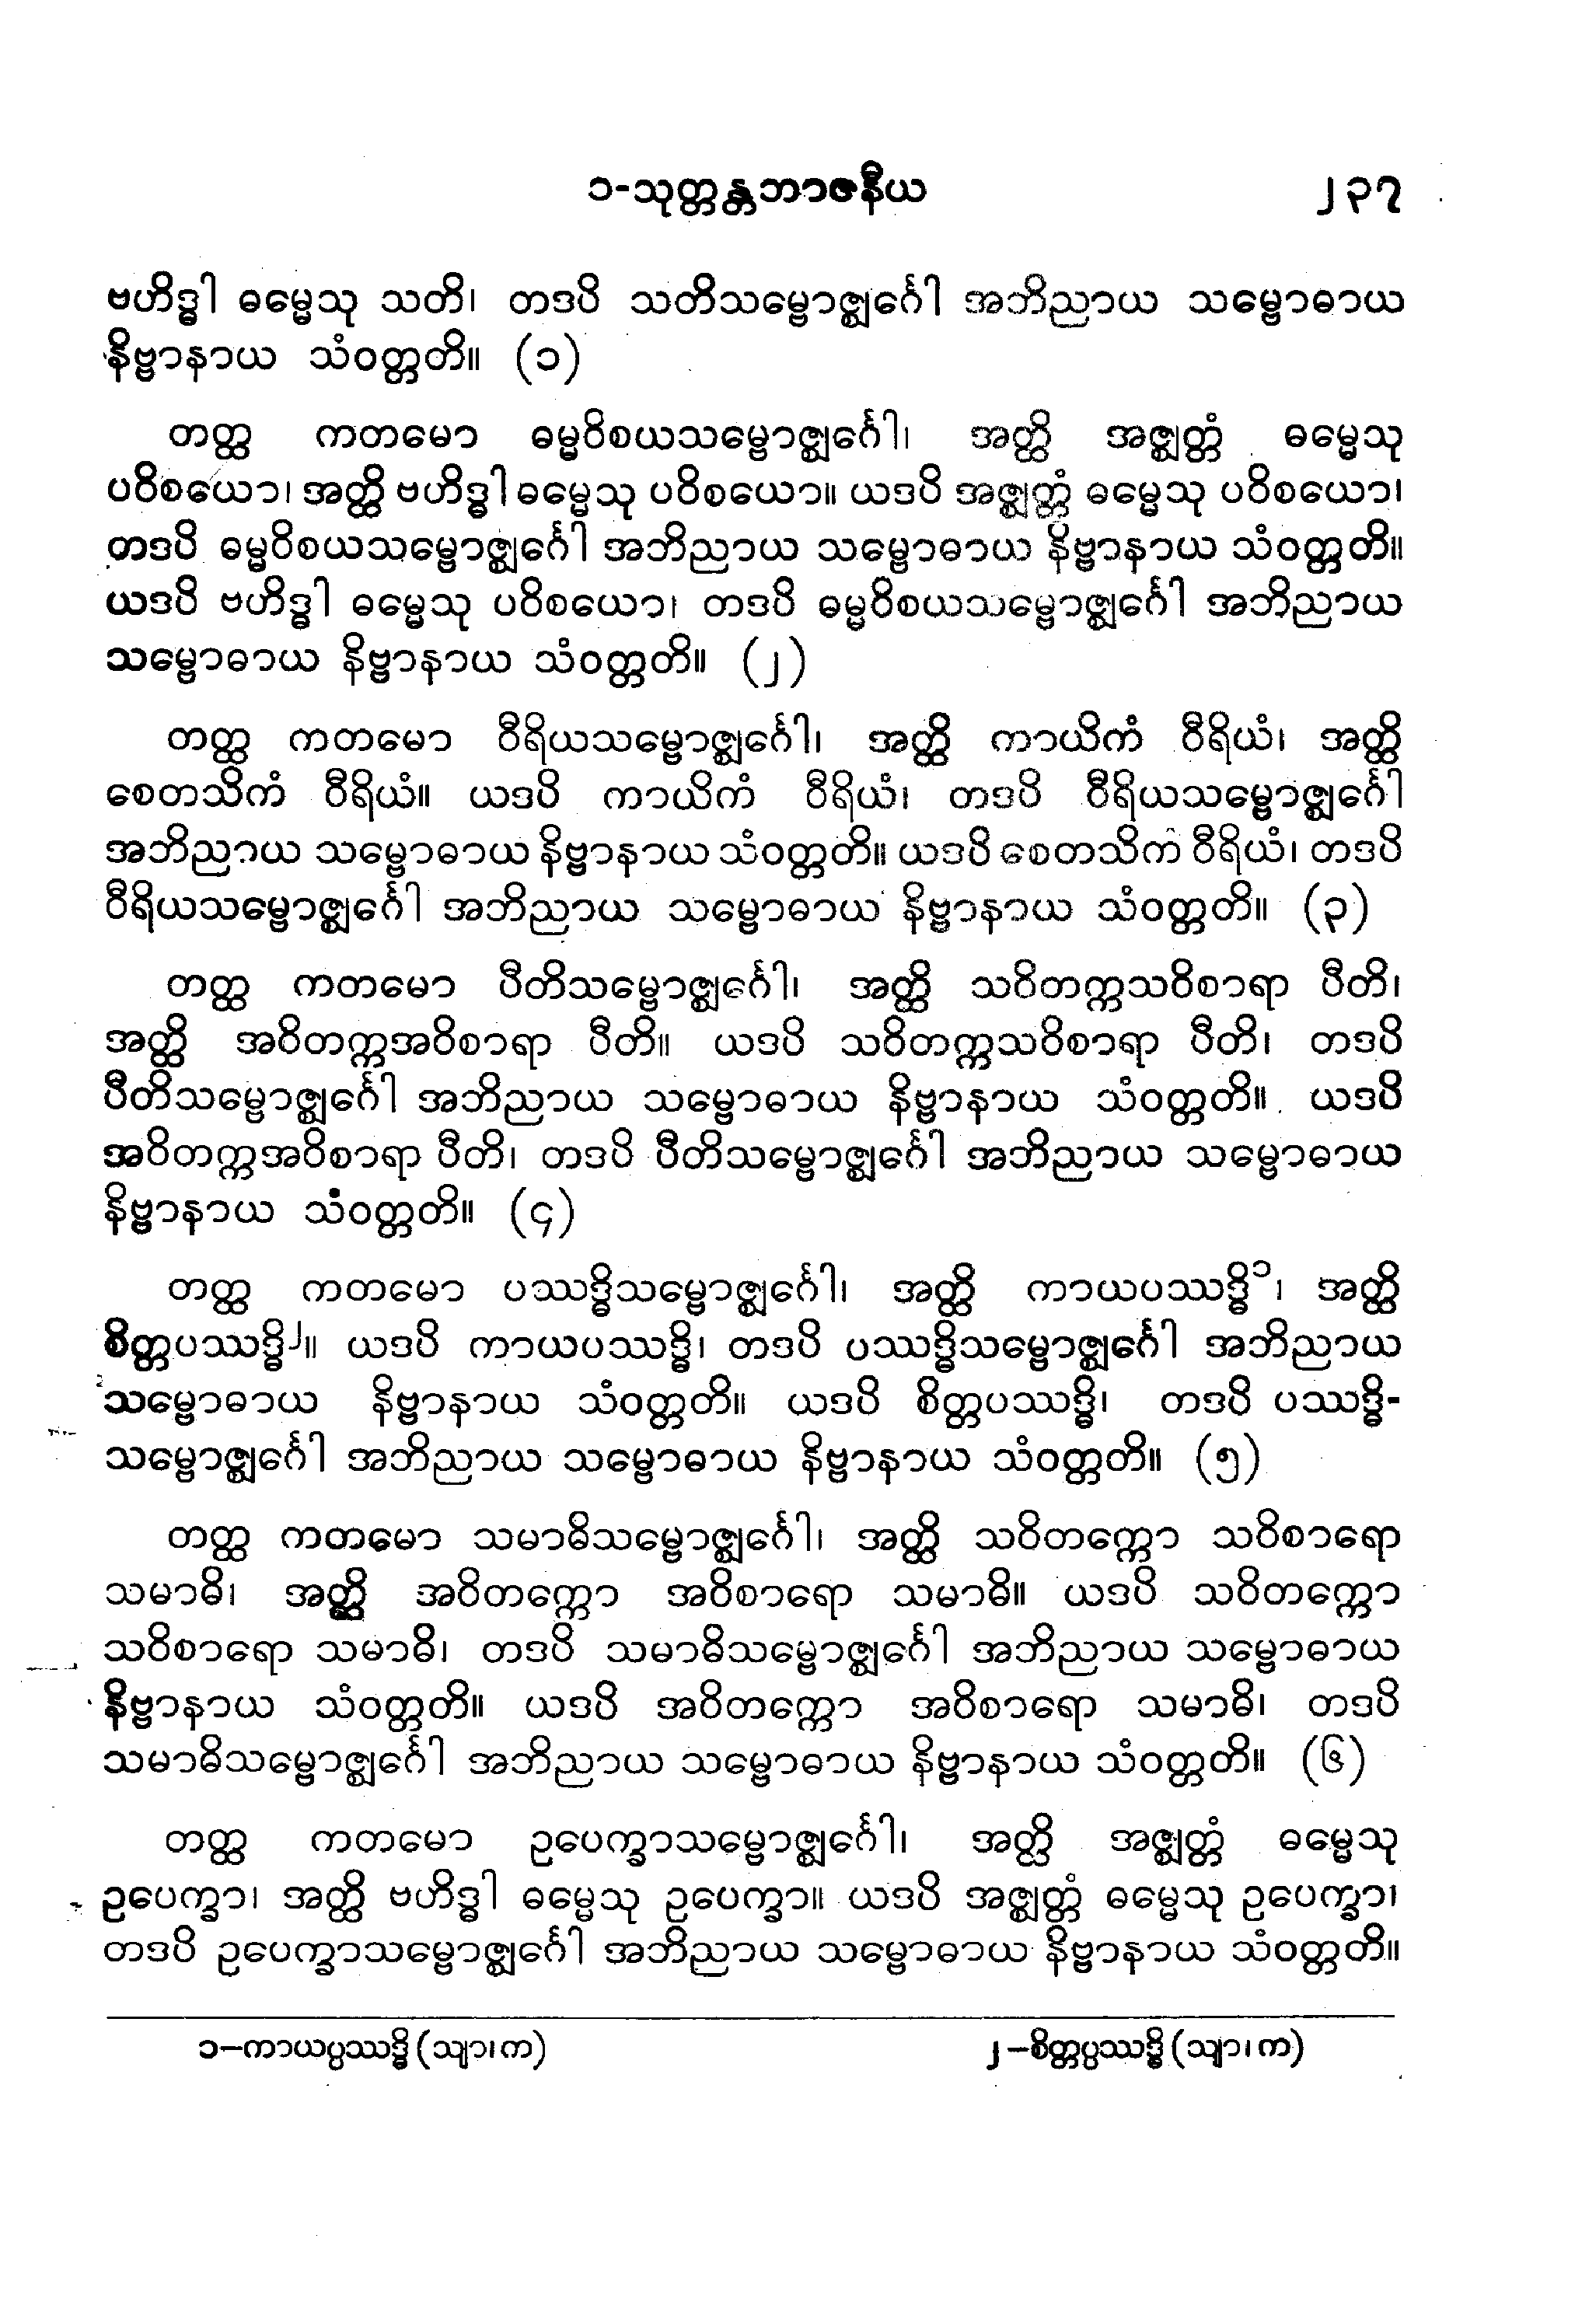 ၁-သုတ္တန္တဘာဇနီယ ၂၃၇
ဗဟိဒ္ဓါ ဓမ္မေသု သတိ၊ တဒပိ သတိသမ္ဗောဇ္ဈင်္ဂေါ အဘိညာယ သမ္ဗောဓာယ
နိဗ္ဗာနာယ သံဝတ္တတိ။ (၁)
တတ္ထ ကတမော ဓမ္မဝိစယသမ္ဗောဇ္ဈင်္ဂေါ၊ အတ္ထိ အဇ္ဈတ္တံ ဓမ္မေသု
ပဝိစယော၊ အတ္ထိ ဗဟိဒ္ဓါ ဓမ္မေသု ပဝိစယော။ ယဒပိ အဇ္ဈတ္တံ ဓမ္မေသု ပဝိစယော၊
တဒပိ ဓမ္မဝိစယသမ္ဗောဇ္ဈင်္ဂေါ အဘိညာယ သမ္ဗောဓာယ နိဗ္ဗာနာယ သံဝတ္တတိ။
ယဒပိ ဗဟိဒ္ဓါ ဓမ္မေသု ပဝိစယော၊ တဒပိ ဓမ္မဝိစယသမ္ဗောဇ္ဈင်္ဂေါ အဘိညာယ
သမ္ဗောဓာယ နိဗ္ဗာနာယ သံဝတ္တတိ။ (၂)
တတ္ထ ကတမော ဝီရိယသမ္ဗောဇ္ဈင်္ဂေါ၊ အတ္ထိ ကာယိကံ ဝီရိယံ၊ အတ္ထိ
စေတသိကံ ဝီရိယံ။ ယဒပိ ကာယိကံ ဝီရိယံ၊ တဒပိ ဝီရိယသမ္ဗောဇ္ဈင်္ဂေါ
အဘိညာယ သမ္ဗောဓာယ နိဗ္ဗာနာယ သံဝတ္တတိ။ ယဒပိ စေတသိကံ ဝီရိယံ၊ တဒပိ
ဝီရိယသမ္ဗောဇ္ဈင်္ဂေါ အဘိညာယ သမ္ဗောဓာယ နိဗ္ဗာနာယ သံဝတ္တတိ။ (၃)
တတ္ထ ကတမော ပီတိသမ္ဗောဇ္ဈင်္ဂေါ၊ အတ္ထိ သဝိတက္ကသဝိစာရာ ပီတိ၊
အတ္ထိ အဝိတက္ကအဝိစာရာ ပီတိ။ ယဒပိ သဝိတက္ကသဝိစာရာ ပီတိ၊ တဒပိ
ပီတိသမ္ဗောဇ္ဈင်္ဂေါ အဘိညာယ သမ္ဗောဓာယ နိဗ္ဗာနာယ သံဝတ္တတိ။ ယဒပိ
အဝိတက္ကအဝိစာရာ ပီတိ၊ တဒပိ ပီတိသမ္ဗောဇ္ဈင်္ဂေါ အဘိညာယ သမ္ဗောဓာယ
နိဗ္ဗာနာယ သံဝတ္တတိ။ (၄)
တတ္ထ ကတမော ပဿဒ္ဓိသမ္ဗောဇ္ဈင်္ဂေါ၊ အတ္ထိ ကာယပဿဒ္ဓိ၁၊ အတ္ထိ
စိတ္တပဿဒ္ဓိ၂။ ယဒပိ ကာယပဿဒ္ဓိ၊ တဒပိ ပဿဒ္ဓိသမ္ဗောဇ္ဈင်္ဂေါ အဘိညာယ
သမ္ဗောဓာယ နိဗ္ဗာနာယ သံဝတ္တတိ။ ယဒပိ စိတ္တပဿဒ္ဓိ၊ တဒပိ ပဿဒ္ဓိ-
သမ္ဗောဇ္ဈင်္ဂေါ အဘိညာယ သမ္ဗောဓာယ နိဗ္ဗာနာယ သံဝတ္တတိ။ (၅)
တတ္ထ ကတမော သမာဓိသမ္ဗောဇ္ဈင်္ဂေါ၊ အတ္ထိ သဝိတက္ကော သဝိစာရော
သမာဓိ၊ အတ္ထိ အဝိတက္ကော အဝိစာရော သမာဓိ။ ယဒပိ သဝိတက္ကော
သဝိစာရော သမာဓိ၊ တဒပိ သမာဓိသမ္ဗောဇ္ဈင်္ဂေါ အဘိညာယ သမ္ဗောဓာယ
နိဗ္ဗာနာယ သံဝတ္တတိ။ ယဒပိ အဝိတက္ကော အဝိစာရော သမာဓိ၊ တဒပိ
သမာဓိသမ္ဗောဇ္ဈင်္ဂေါ အဘိညာယ သမ္ဗောဓာယ နိဗ္ဗာနာယ သံဝတ္တတိ။ (၆)
တတ္ထ ကတမော ဥပေက္ခာသမ္ဗောဇ္ဈင်္ဂေါ၊ အတ္ထိ အဇ္ဈတ္တံ ဓမ္မေသု
ဥပေက္ခာ၊ အတ္ထိ ဗဟိဒ္ဓါ ဓမ္မေသု ဥပေက္ခာ။ ယဒပိ အဇ္ဈတ္တံ ဓမ္မေသု ဥပေက္ခာ၊
တဒပိ ဥပေက္ခာသမ္ဗောဇ္ဈင်္ဂေါ အဘိညာယ သမ္ဗောဓာယ နိဗ္ဗာနာယ သံဝတ္တတိ။
၁-ကာယပ္ပဿဒ္ဓိ (သျာ၊ က) ၂-စိတ္တပ္ပဿဒ္ဓိ (သျာ၊ က)